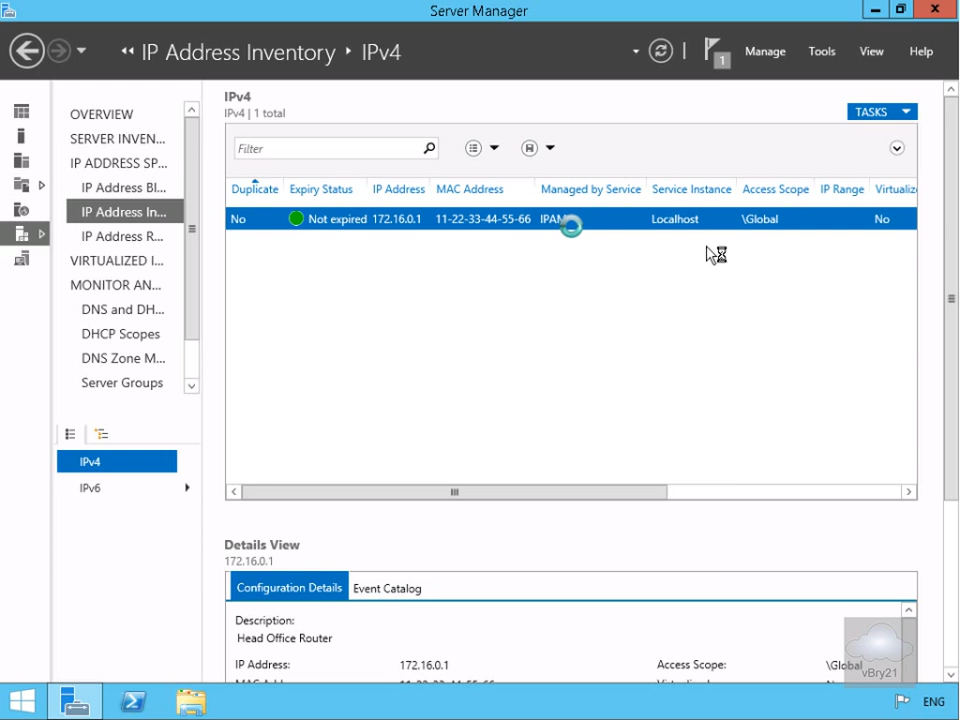 Server Manager
IP Address Inventory IPv4
1
Manage Tools View Help
OVERVIEW
SERVER INVEN...
IP ADDRESS SP...
IP Address Bl...
IP Address In...
IP Address R...
VIRTUALIZED I...
MONITOR AN...
DNS and DH...
DHCP Scopes
DNS Zone M...
Server Groups
IPv4
IPv6
IPv4
IPv4 | 1 total
TASKS
Filter
Duplicate Expiry Status IP Address MAC Address Managed by Service Service Instance Access Scope IP Range Virtualiz
No Not expired 172.16.0.1 11-22-33-44-55-66 IPAM Localhost \Global No
Details View
172.16.0.1
Configuration Details Event Catalog
Description:
Head Office Router
IP Address: 172.16.0.1 Access Scope: \Global
vBry21
ENG